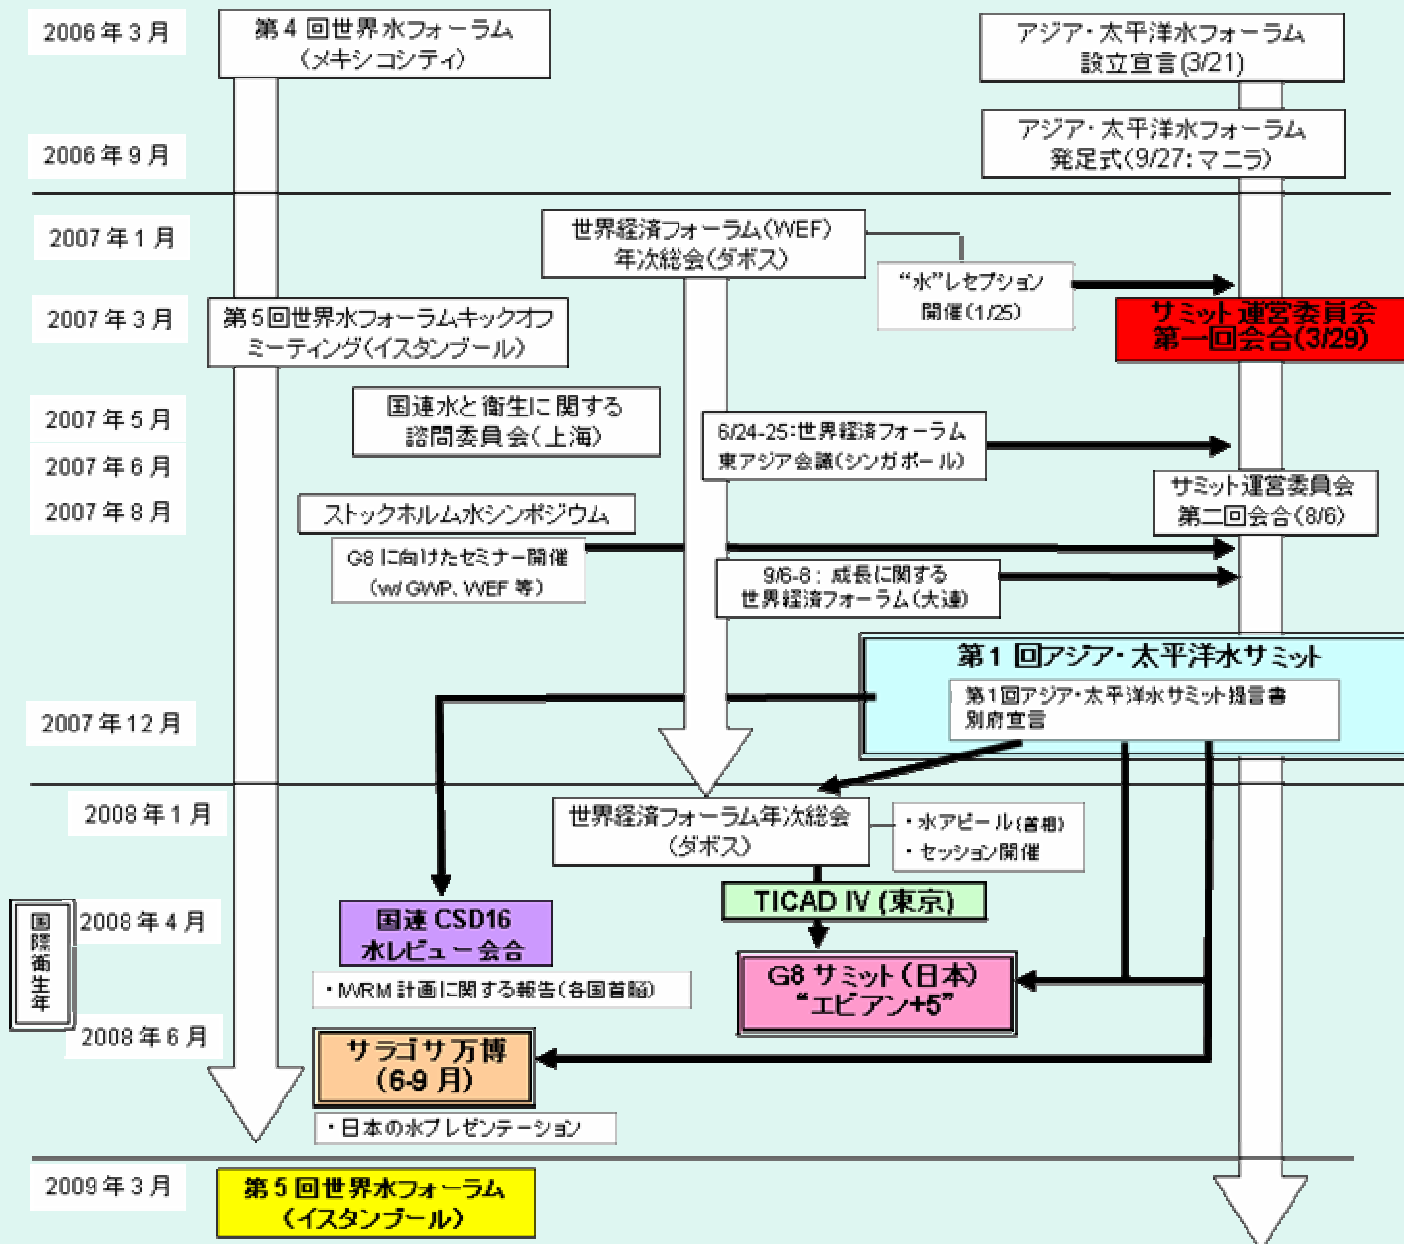 2006年3月
第4回世界水フォーラム
（メキシコシティ）
アジア・太平洋水フォーラム
設立宣言(3/21)
2006年9月
アジア・太平洋水フォーラム
発足式(9/27：マニラ)
2007年1月
世界経済フォーラム(WEF)
年次総会(ダボス)
“水”レセプション
開催(1/25)
2007年3月
第5回世界水フォーラムキックオフ
ミーティング(イスタンブール)
サミット運営委員会
第一回会合(3/29)
2007年5月
国連水と衛生に関する
諮問委員会(上海)
6/24-25：世界経済フォーラム
東アジア会議(シンガポール)
2007年6月
サミット運営委員会
第二回会合(8/6)
2007年8月
ストックホルム水シンポジウム
G8に向けたセミナー開催
(w/ GWP、WEF 等)
9/6-8：成長に関する
世界経済フォーラム(大連)
第1回アジア・太平洋水サミット
第1回アジア・太平洋水サミット提言書
別府宣言
2007年12月
2008年1月
世界経済フォーラム年次総会
(ダボス)
・水アピール(首相)
・セッション開催
TICAD IV (東京)
国際衛生年
2008年4月
国連 CSD16
水レビュー会合
・IWRM計画に関する報告(各国首脳)
G8 サミット(日本)
“エビアン+5”
2008年6月
サラゴサ万博
(6-9月)
・日本の水プレゼンテーション
2009年3月
第5回世界水フォーラム
(イスタンブール)